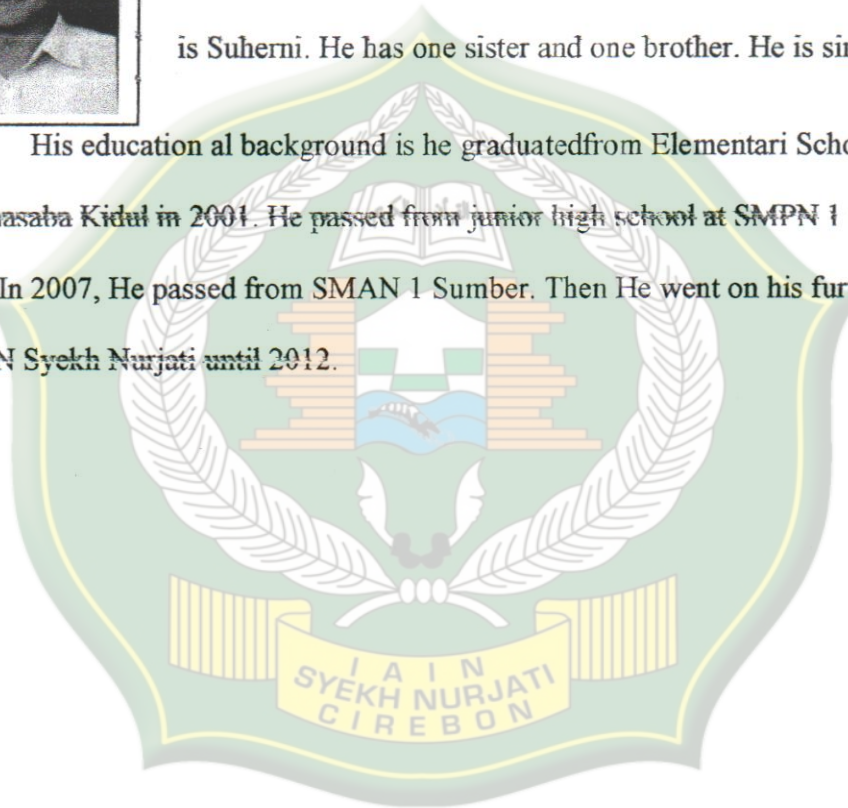 is Suherni. He has one sister and one brother. He is sin
His education al background is he graduatedfrom Elementari Scho
nasaba Kidul in 2001. He passed from junior high school at SMPN 1
In 2007, He passed from SMAN 1 Sumber. Then He went on his fur
N Syekh Nurjati until 2012.
IAIN
SYEKH NURJATI
CIREBON